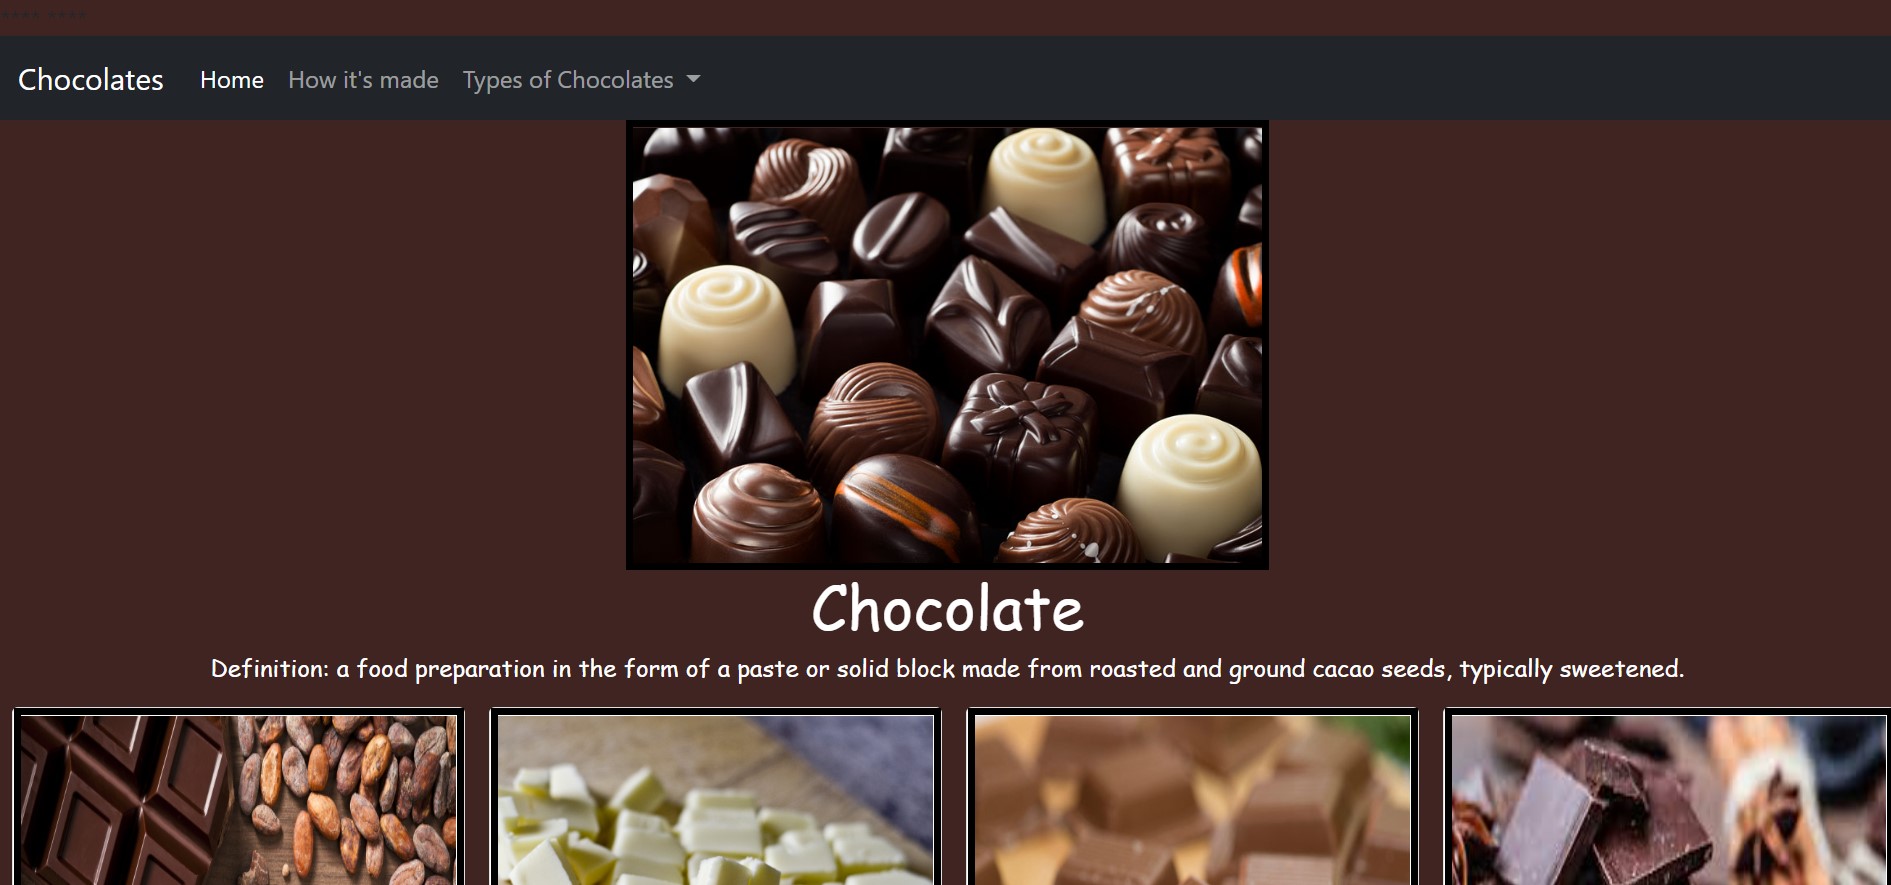 Chocolates Home How it's made Types of Chocolates
Chocolate
Definition: a food preparation in the form of a paste or solid block made from roasted and ground cacao seeds, typically sweetened.